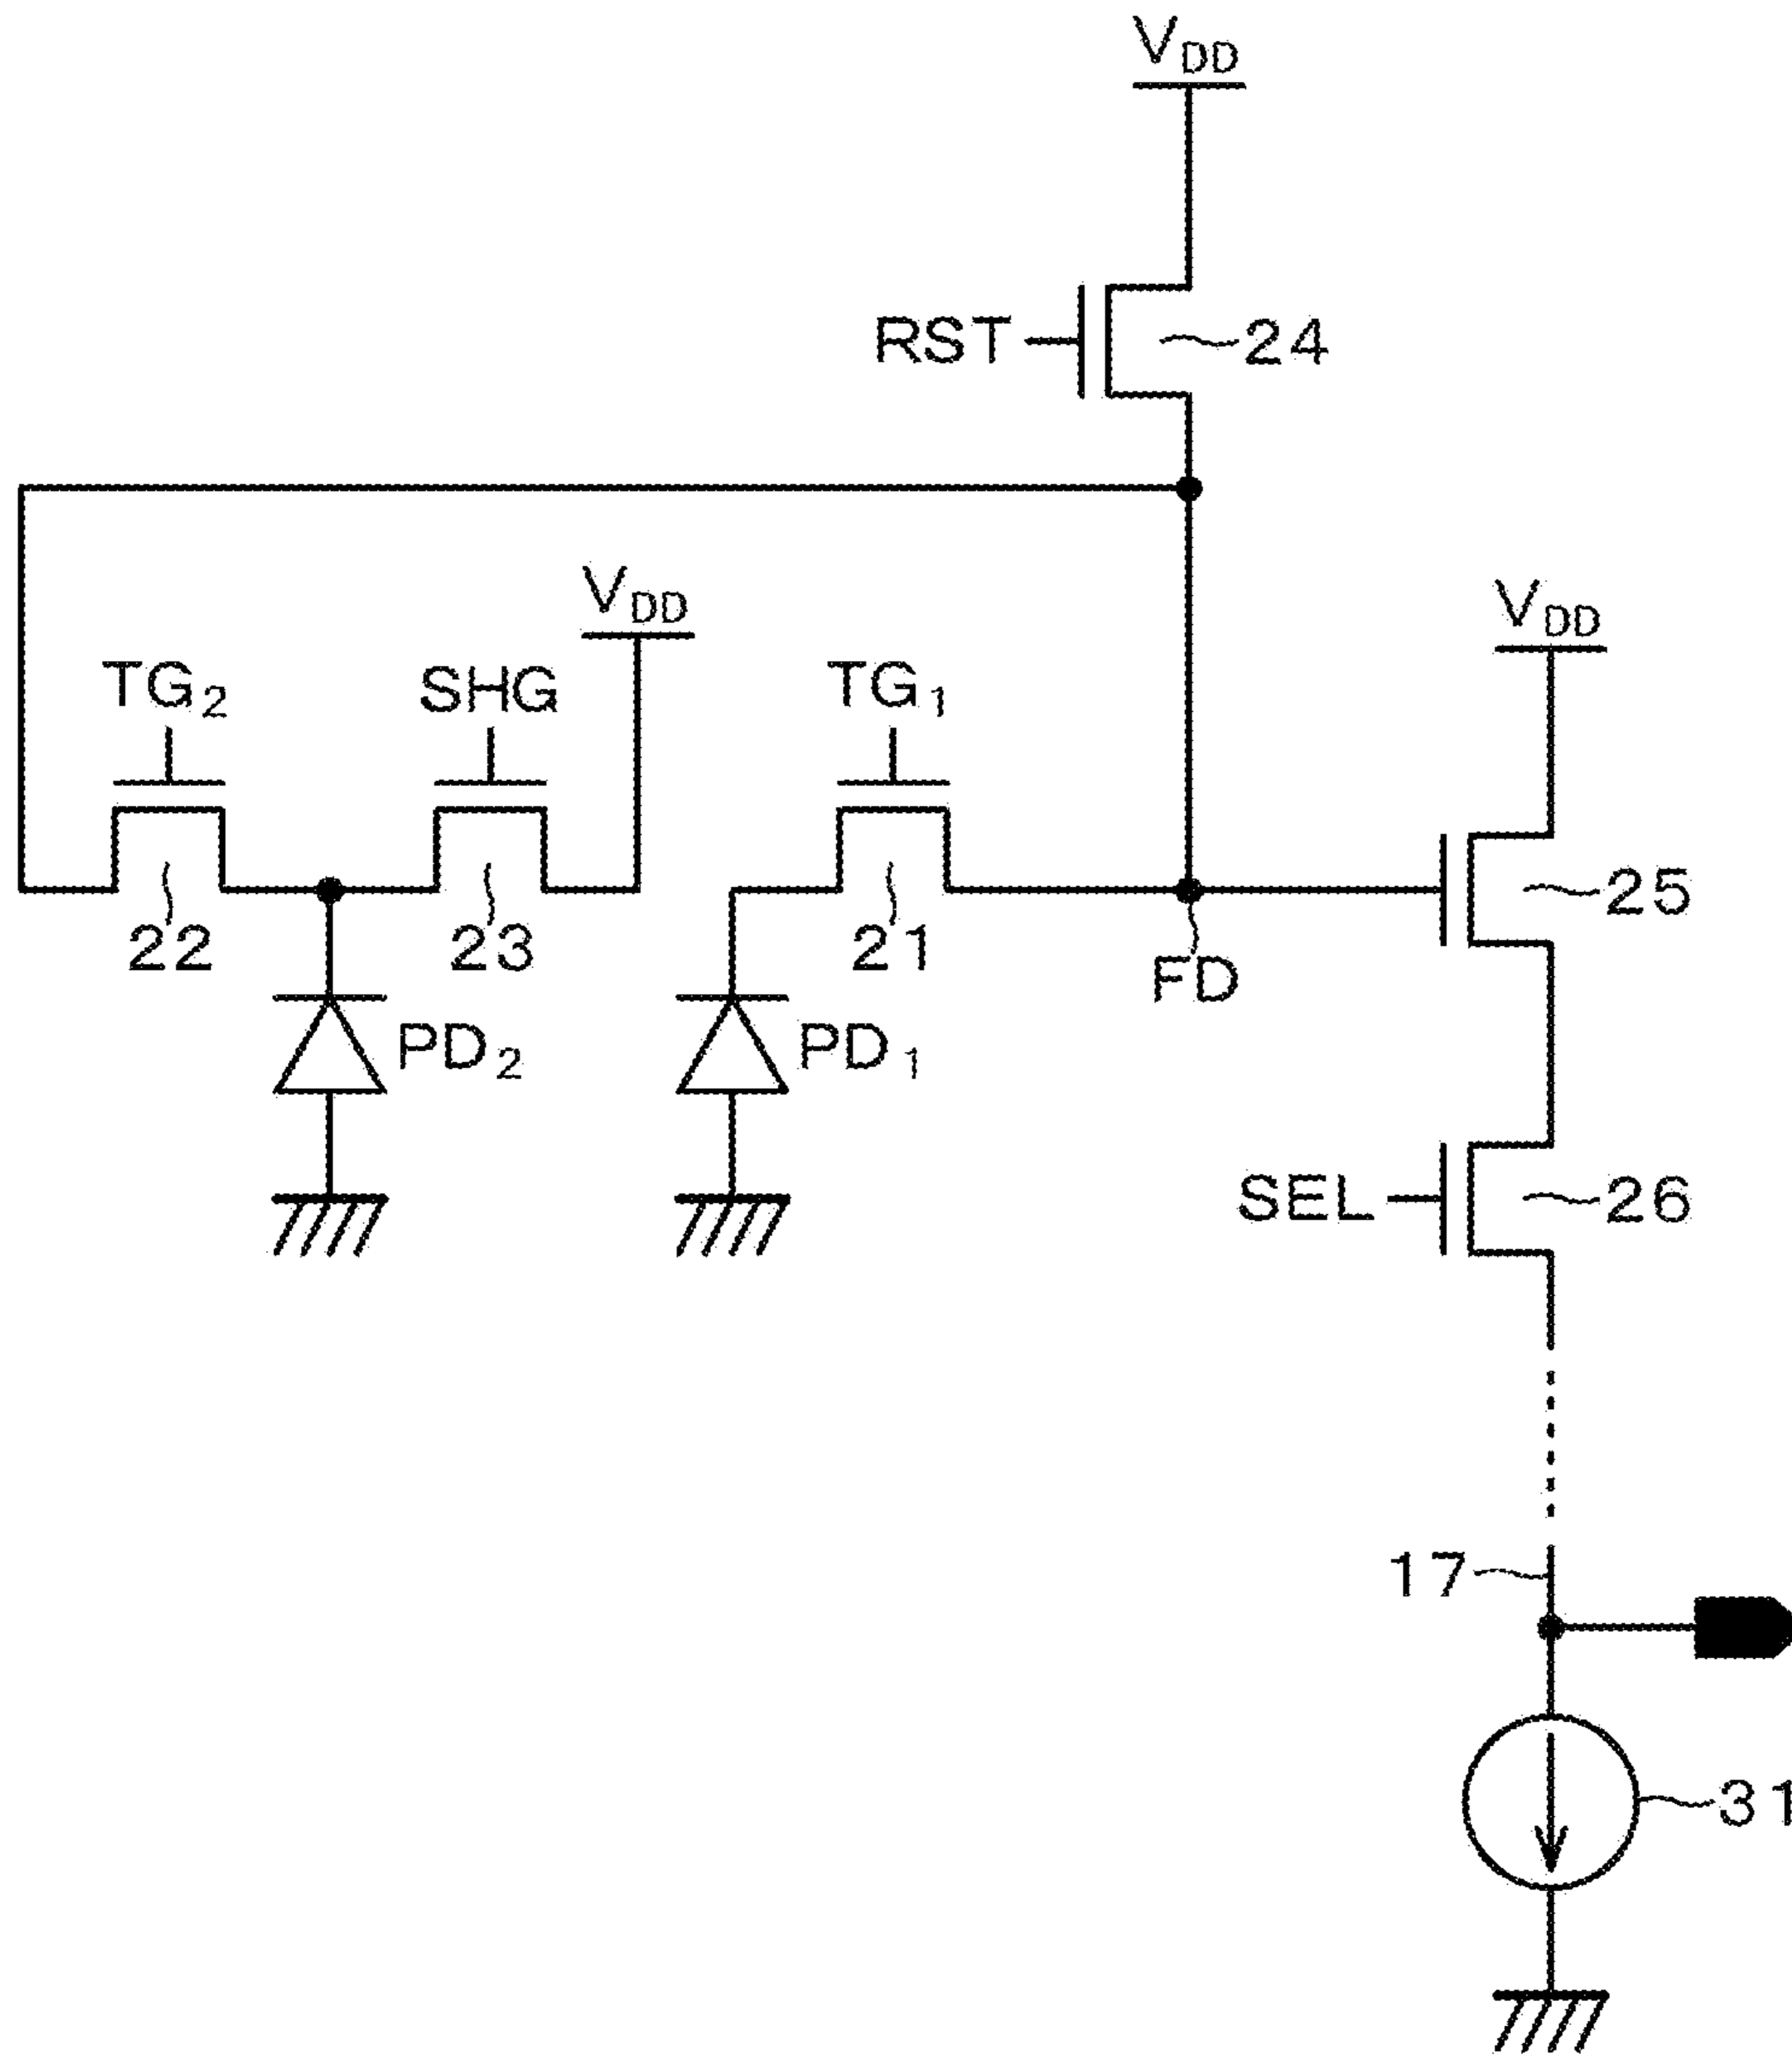 VDD
RST 24
VDD
VDD
TG2 SHG TG1
25
22 23 21
FD
PD2 PD1
SEL 26
17
31